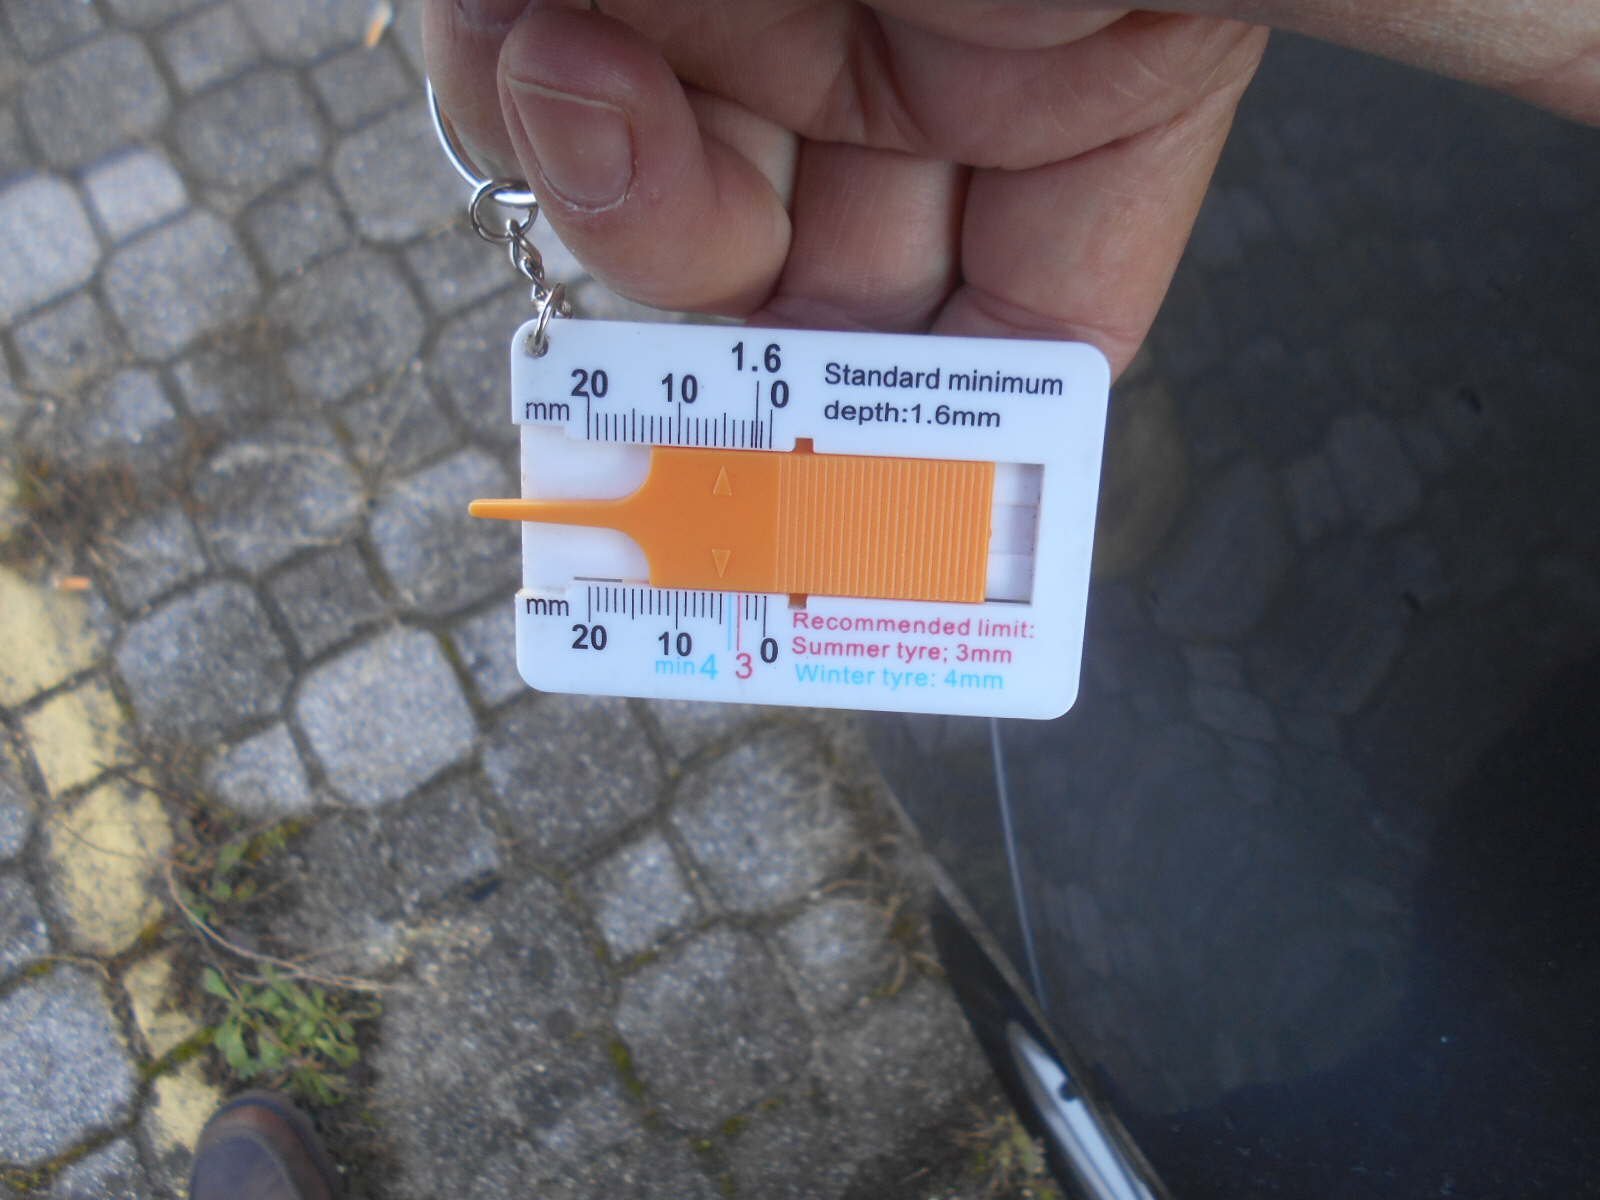 1.6
20 10 0
mm
Standard minimum
depth:1.6mm
mm
20 10 0
min 4 3
Recommended limit:
Summer tyre; 3mm
Winter tyre: 4mm